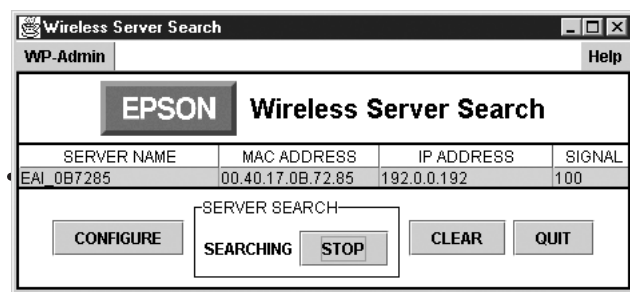 Wireless Server Search
WP-Admin Help
EPSON Wireless Server Search
SERVER NAME MAC ADDRESS IP ADDRESS SIGNAL
EAI_0B7285 00.40.17.0B.72.85 192.0.0.192 100
SERVER SEARCH
CONFIGURE SEARCHING STOP CLEAR QUIT